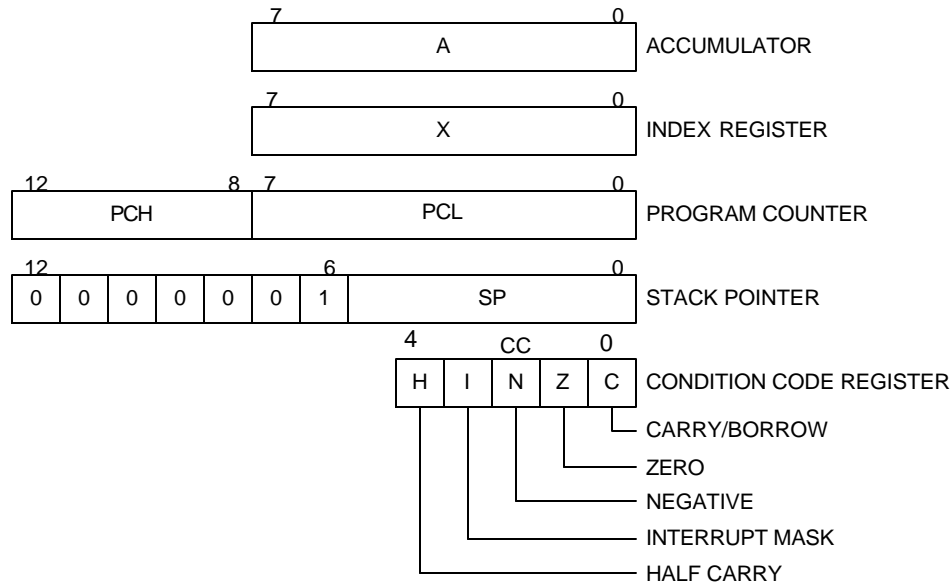 7 0
A ACCUMULATOR
7 0
X INDEX REGISTER
12 8 7 0
PCH PCL PROGRAM COUNTER
12 6 0
0 0 0 0 0 0 1 SP STACK POINTER
4 CC 0
H I N Z C CONDITION CODE REGISTER
CARRY/BORROW
ZERO
NEGATIVE
INTERRUPT MASK
HALF CARRY